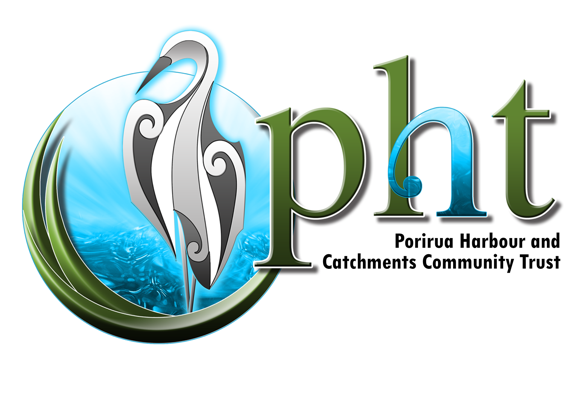 pht
Porirua Harbour and
Catchments Community Trust